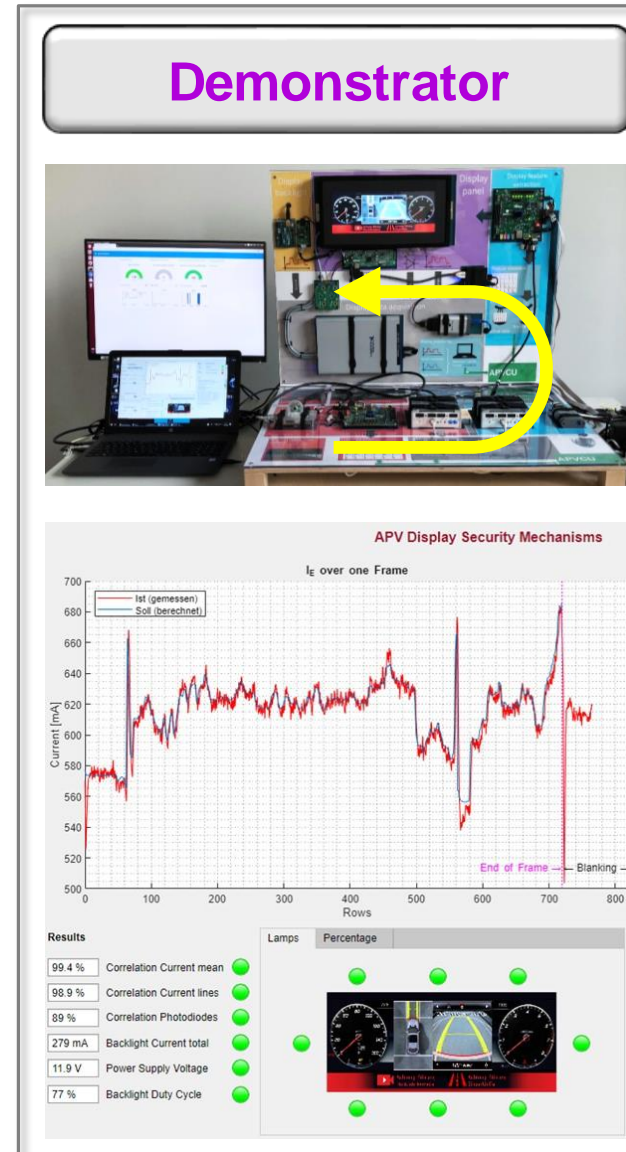 Demonstrator
Display
panel
APVCU
APVCU
APV Display Security Mechanisms
I_E over one Frame
Ist (gemessen)
Soll (berechnet)
Current [mA]
700
680
660
640
620
600
580
560
540
520
500
End of Frame
Blanking
0 100 200 300 400 500 600 700 800
Rows
Results
Lamps Percentage
99.4 % Correlation Current mean
98.9 % Correlation Current lines
89 % Correlation Photodiodes
279 mA Backlight Current total
11.9 V Power Supply Voltage
77 % Backlight Duty Cycle